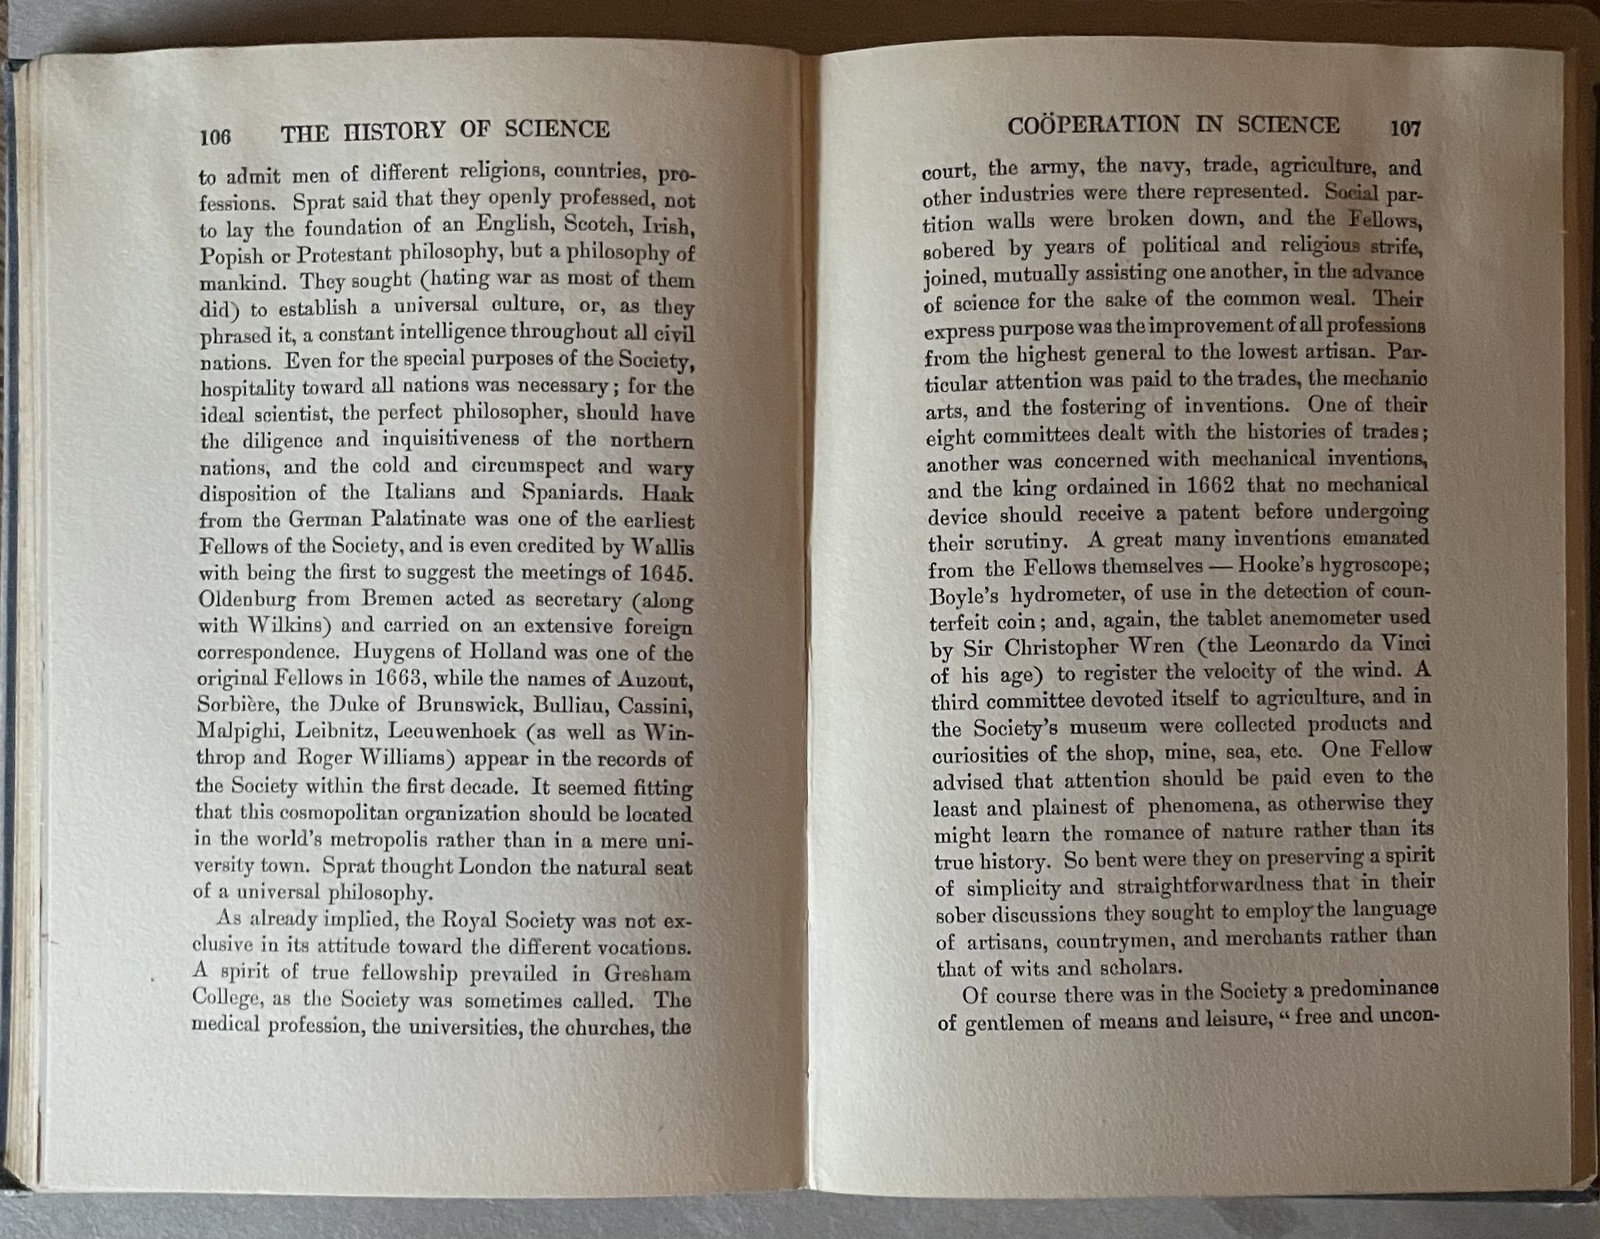 106 THE HISTORY OF SCIENCE
to admit men of different religions, countries, pro-
fessions. Sprat said that they openly professed, not
to lay the foundation of an English, Scotch, Irish,
Popish or Protestant philosophy, but a philosophy of
mankind. They sought (hating war as most of them
did) to establish a universal culture, or, as they
phrased it, a constant intelligence throughout all civil
nations. Even for the special purposes of the Society,
hospitality toward all nations was necessary; for the
ideal scientist, the perfect philosopher, should have
the diligence and inquisitiveness of the northern
nations, and the cold and circumspect and wary
disposition of the Italians and Spaniards. Haak
from the German Palatinate was one of the earliest
Fellows of the Society, and is even credited by Wallis
with being the first to suggest the meetings of 1645.
Oldenburg from Bremen acted as secretary (along
with Wilkins) and carried on an extensive foreign
correspondence. Huygens of Holland was one of the
original Fellows in 1663, while the names of Auzout,
Sorbière, the Duke of Brunswick, Bulliau, Cassini,
Malpighi, Leibnitz, Leeuwenhoek (as well as Win-
throp and Roger Williams) appear in the records of
the Society within the first decade. It seemed fitting
that this cosmopolitan organization should be located
in the world's metropolis rather than in a mere uni-
versity town. Sprat thought London the natural seat
of a universal philosophy.
As already implied, the Royal Society was not ex-
clusive in its attitude toward the different vocations.
A spirit of true fellowship prevailed in Gresham
College, as the Society was sometimes called. The
medical profession, the universities, the churches, the
COÖPERATION IN SCIENCE 107
court, the army, the navy, trade, agriculture, and
other industries were there represented. Social par-
tition walls were broken down, and the Fellows,
sobered by years of political and religious strife,
joined, mutually assisting one another, in the advance
of science for the sake of the common weal. Their
express purpose was the improvement of all professions
from the highest general to the lowest artisan. Par-
ticular attention was paid to the trades, the mechanic
arts, and the fostering of inventions. One of their
eight committees dealt with the histories of trades;
another was concerned with mechanical inventions,
and the king ordained in 1662 that no mechanical
device should receive a patent before undergoing
their scrutiny. A great many inventions emanated
from the Fellows themselves — Hooke's hygroscope;
Boyle's hydrometer, of use in the detection of coun-
terfeit coin; and, again, the tablet anemometer used
by Sir Christopher Wren (the Leonardo da Vinci
of his age) to register the velocity of the wind. A
third committee devoted itself to agriculture, and in
the Society's museum were collected products and
curiosities of the shop, mine, sea, etc. One Fellow
advised that attention should be paid even to the
least and plainest of phenomena, as otherwise they
might learn the romance of nature rather than its
true history. So bent were they on preserving a spirit
of simplicity and straightforwardness that in their
sober discussions they sought to employ the language
of artisans, countrymen, and merchants rather than
that of wits and scholars.
Of course there was in the Society a predominance
of gentlemen of means and leisure, "free and uncon-